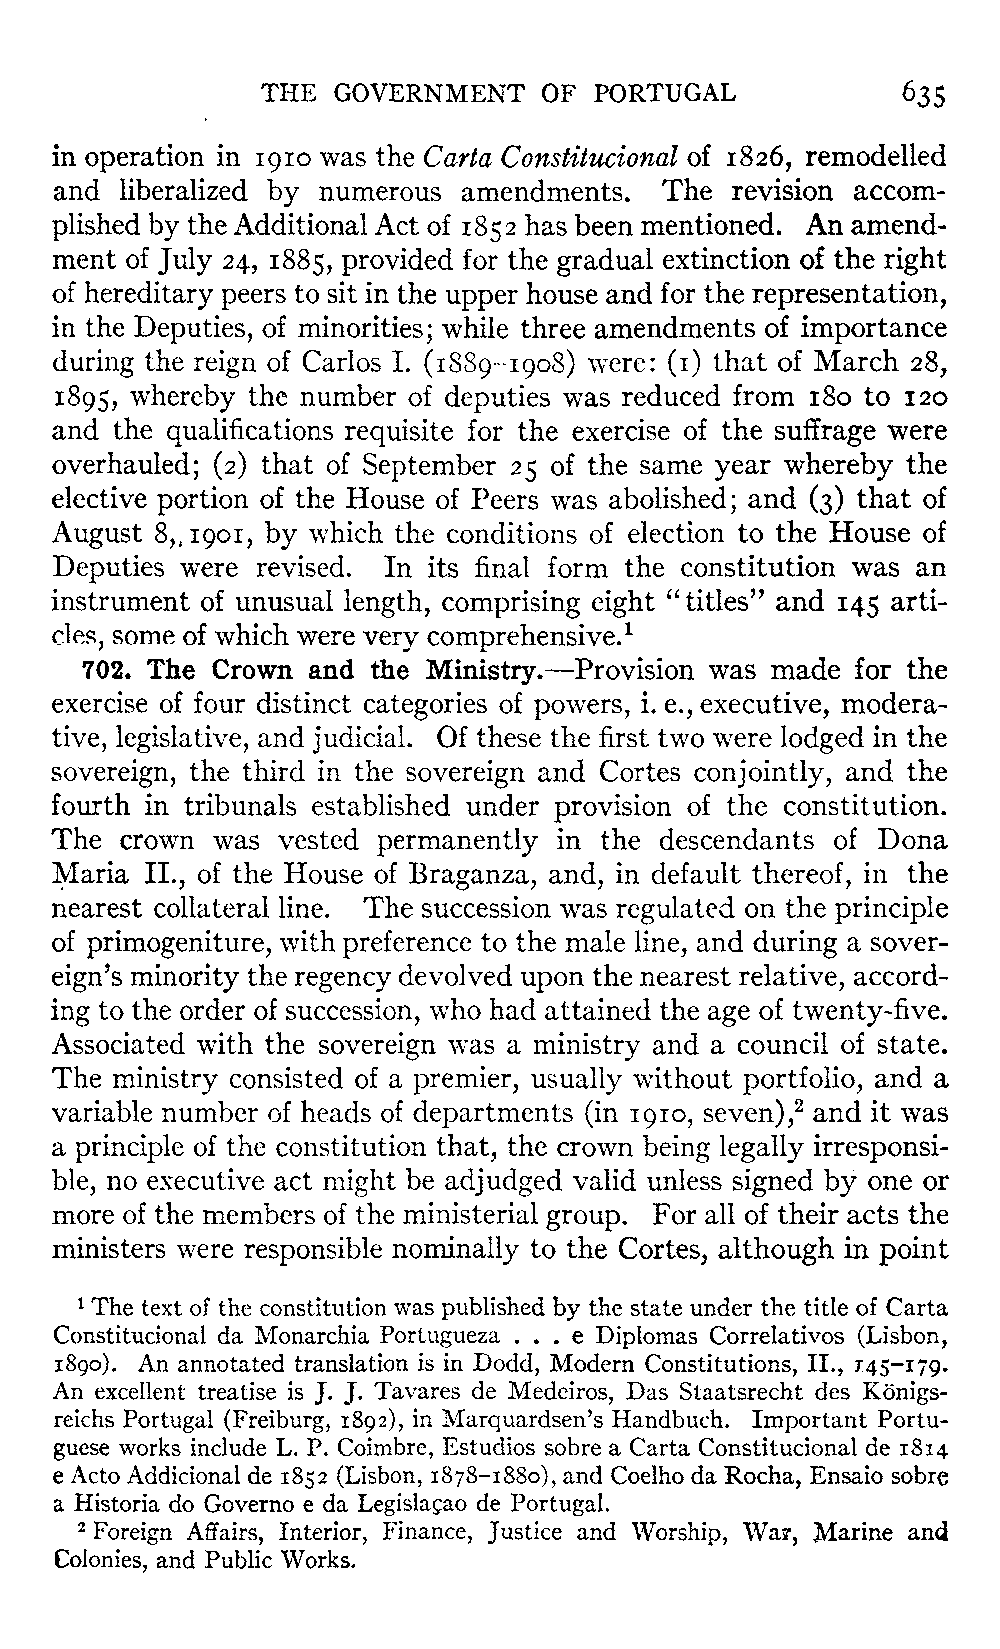 THE GOVERNMENT OF PORTUGAL 635
in operation in 1910 was the Carta Constitucional of 1826, remodelled
and liberalized by numerous amendments. The revision accom-
plished by the Additional Act of 1852 has been mentioned. An amend-
ment of July 24, 1885, provided for the gradual extinction of the right
of hereditary peers to sit in the upper house and for the representation,
in the Deputies, of minorities; while three amendments of importance
during the reign of Carlos I. (1889-1908) were: (1) that of March 28,
1895, whereby the number of deputies was reduced from 180 to 120
and the qualifications requisite for the exercise of the suffrage were
overhauled; (2) that of September 25 of the same year whereby the
elective portion of the House of Peers was abolished; and (3) that of
August 8, 1901, by which the conditions of election to the House of
Deputies were revised. In its final form the constitution was an
instrument of unusual length, comprising eight "titles" and 145 arti-
cles, some of which were very comprehensive.¹
702. The Crown and the Ministry.—Provision was made for the
exercise of four distinct categories of powers, i. e., executive, modera-
tive, legislative, and judicial. Of these the first two were lodged in the
sovereign, the third in the sovereign and Cortes conjointly, and the
fourth in tribunals established under provision of the constitution.
The crown was vested permanently in the descendants of Dona
Maria II., of the House of Braganza, and, in default thereof, in the
nearest collateral line. The succession was regulated on the principle
of primogeniture, with preference to the male line, and during a sover-
eign's minority the regency devolved upon the nearest relative, accord-
ing to the order of succession, who had attained the age of twenty-five.
Associated with the sovereign was a ministry and a council of state.
The ministry consisted of a premier, usually without portfolio, and a
variable number of heads of departments (in 1910, seven),² and it was
a principle of the constitution that, the crown being legally irresponsi-
ble, no executive act might be adjudged valid unless signed by one or
more of the members of the ministerial group. For all of their acts the
ministers were responsible nominally to the Cortes, although in point
¹ The text of the constitution was published by the state under the title of Carta
Constitucional da Monarchia Portugueza . . . e Diplomas Correlativos (Lisbon,
1890). An annotated translation is in Dodd, Modern Constitutions, II., 145–179.
An excellent treatise is J. J. Tavares de Medeiros, Das Staatsrecht des Königs-
reichs Portugal (Freiburg, 1892), in Marquardsen's Handbuch. Important Portu-
guese works include L. P. Coimbre, Estudios sobre a Carta Constitucional de 1814
e Acto Addicional de 1852 (Lisbon, 1878–1880), and Coelho da Rocha, Ensaio sobre
a Historia do Governo e da Legislaçao de Portugal.
² Foreign Affairs, Interior, Finance, Justice and Worship, War, Marine and
Colonies, and Public Works.